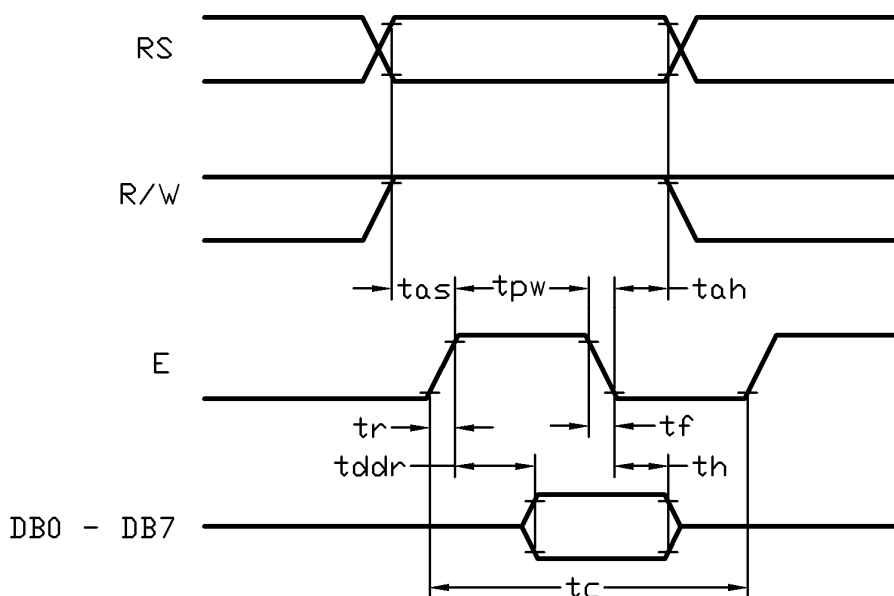 RS
R/W
tas tpw tah
E
tr tf
tddr th
DB0 - DB7
tc